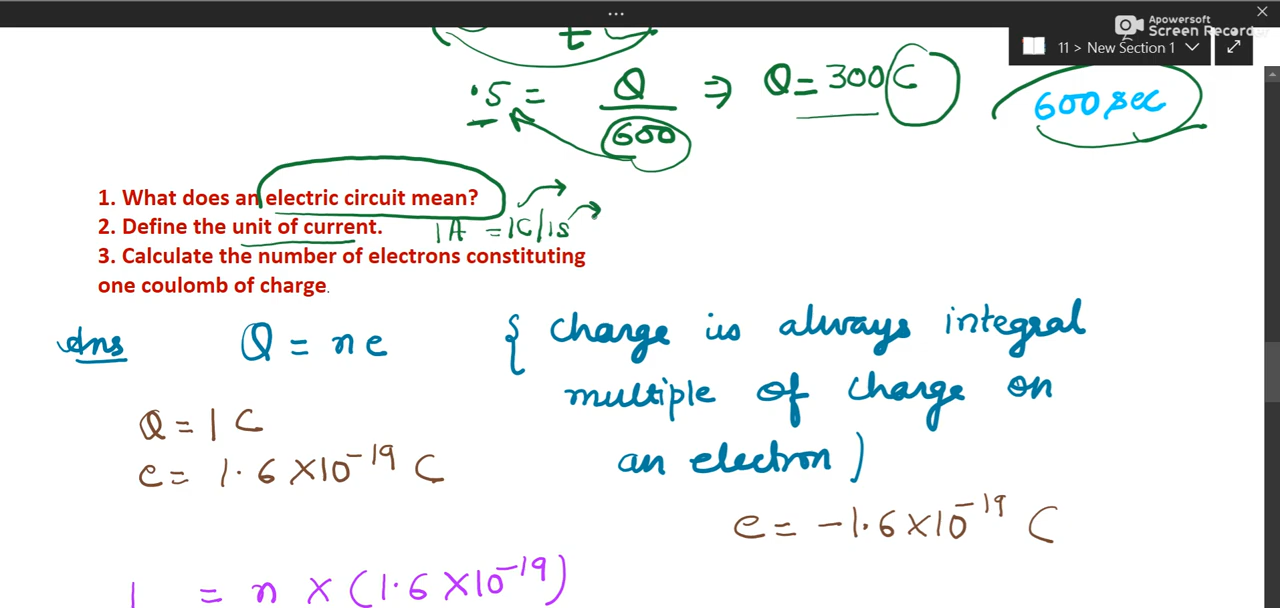 ...
Apowersoft
Screen Recorder
11 > New Section 1
t
.5 = Q / 600 ⇒ Q = 300 C
600 sec
1. What does an electric circuit mean?
2. Define the unit of current.
1A = 1C/1s
3. Calculate the number of electrons constituting
one coulomb of charge.
Ans Q = ne { charge is always integral
multiple of charge on
an electron )
Q = 1 C
e = 1.6 × 10⁻¹⁹ C
e = -1.6 × 10⁻¹⁹ C
1 = n × (1.6 × 10⁻¹⁹)